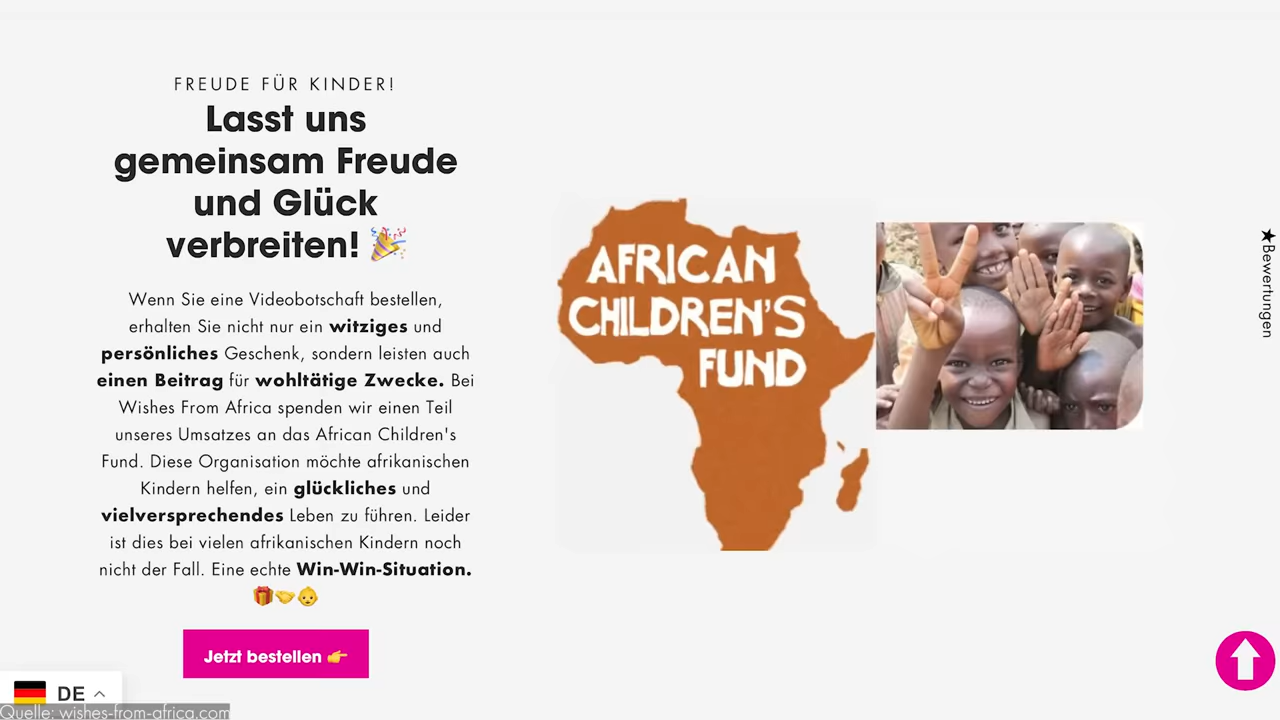 FREUDE FÜR KINDER!
Lasst uns
gemeinsam Freude
und Glück
verbreiten! 🎉
Wenn Sie eine Videobotschaft bestellen,
erhalten Sie nicht nur ein witziges und
persönliches Geschenk, sondern leisten auch
einen Beitrag für wohltätige Zwecke. Bei
Wishes From Africa spenden wir einen Teil
unseres Umsatzes an das African Children's
Fund. Diese Organisation möchte afrikanischen
Kindern helfen, ein glückliches und
vielversprechendes Leben zu führen. Leider
ist dies bei vielen afrikanischen Kindern noch
nicht der Fall. Eine echte Win-Win-Situation.
🎁🤝👶
Jetzt bestellen 👉
AFRICAN
CHILDREN'S
FUND
★Bewertungen
DE
Quelle: wishes-from-africa.com